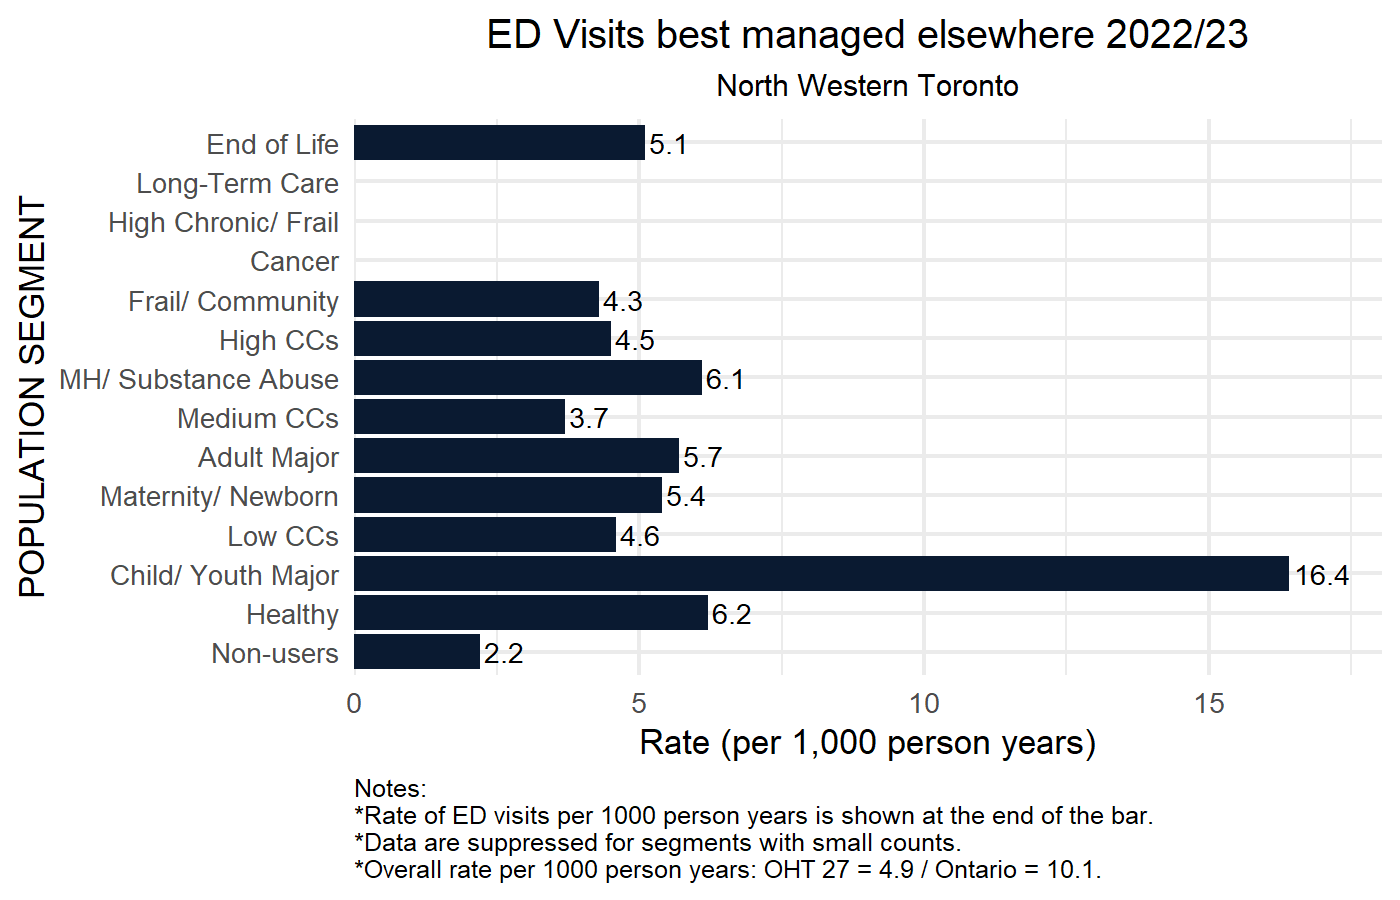 ED Visits best managed elsewhere 2022/23
North Western Toronto
POPULATION SEGMENT
End of Life 5.1
Long-Term Care
High Chronic/ Frail
Cancer
Frail/ Community 4.3
High CCs 4.5
MH/ Substance Abuse 6.1
Medium CCs 3.7
Adult Major 5.7
Maternity/ Newborn 5.4
Low CCs 4.6
Child/ Youth Major 16.4
Healthy 6.2
Non-users 2.2
0 5 10 15
Rate (per 1,000 person years)
Notes:
*Rate of ED visits per 1000 person years is shown at the end of the bar.
*Data are suppressed for segments with small counts.
*Overall rate per 1000 person years: OHT 27 = 4.9 / Ontario = 10.1.